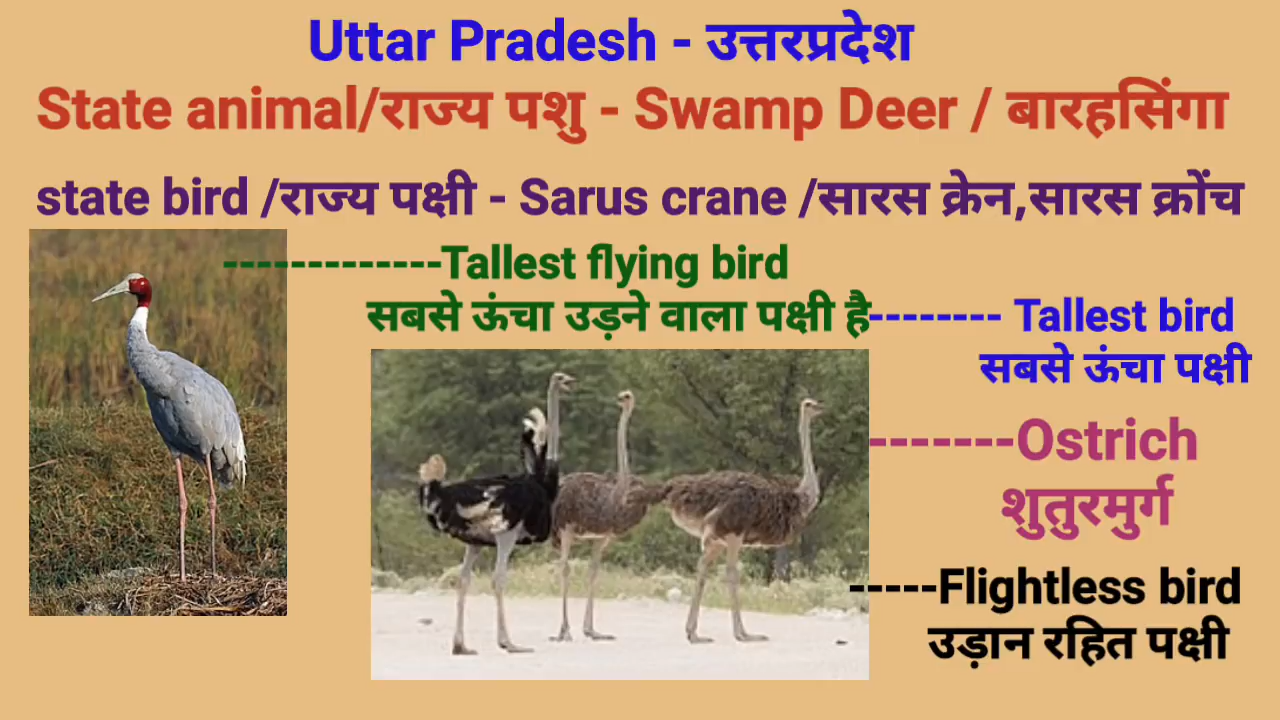 Uttar Pradesh - उत्तरप्रदेश
State animal/राज्य पशु - Swamp Deer / बारहसिंगा
state bird /राज्य पक्षी - Sarus crane /सारस क्रेन,सारस क्रोंच
-------------Tallest flying bird
सबसे ऊंचा उड़ने वाला पक्षी है-------- Tallest bird
सबसे ऊंचा पक्षी
-------Ostrich
शुतुरमुर्ग
-----Flightless bird
उड़ान रहित पक्षी